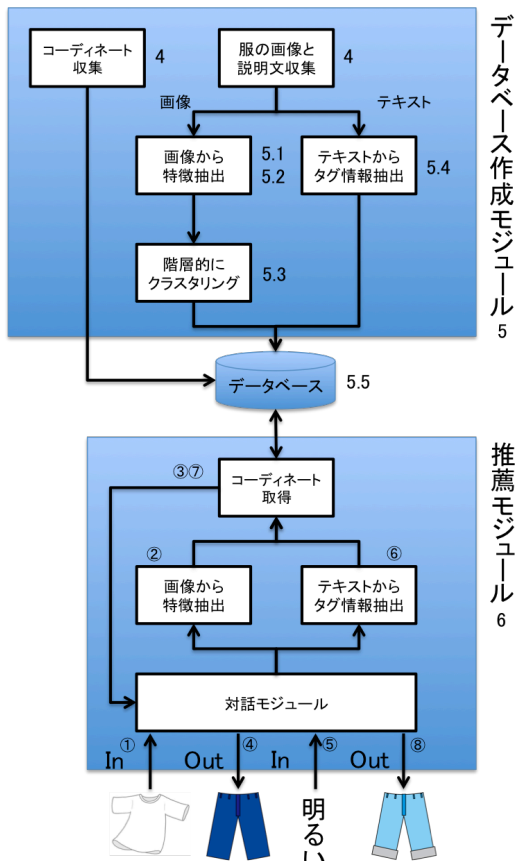 コーディネート
収集
4
服の画像と
説明文収集
4
画像
テキスト
画像から
特徴抽出
5.1
5.2
テキストから
タグ情報抽出
5.4
階層的に
クラスタリング
5.3
データベース作成モジュール
5
データベース
5.5
③⑦
コーディネート
取得
②
画像から
特徴抽出
⑥
テキストから
タグ情報抽出
推薦モジュール
6
対話モジュール
In
①
Out
④
In
⑤
Out
⑧
明るい